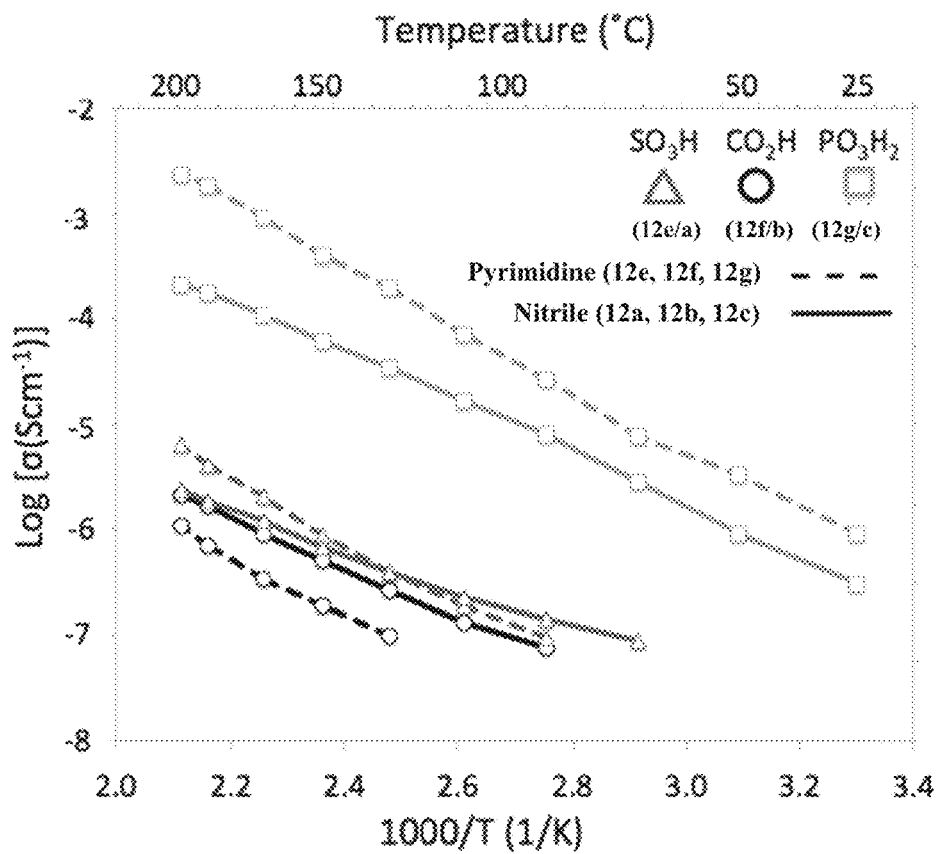 Temperature (°C)
200 150 100 50 25
-2
SO₃H CO₂H PO₃H₂
(12e/a) (12f/b) (12g/c)
-3
Pyrimidine (12e, 12f, 12g)
Nitrile (12a, 12b, 12c)
-4
-5
-6
-7
-8
Log [σ(Scm⁻¹)]
2.0 2.2 2.4 2.6 2.8 3.0 3.2 3.4
1000/T (1/K)